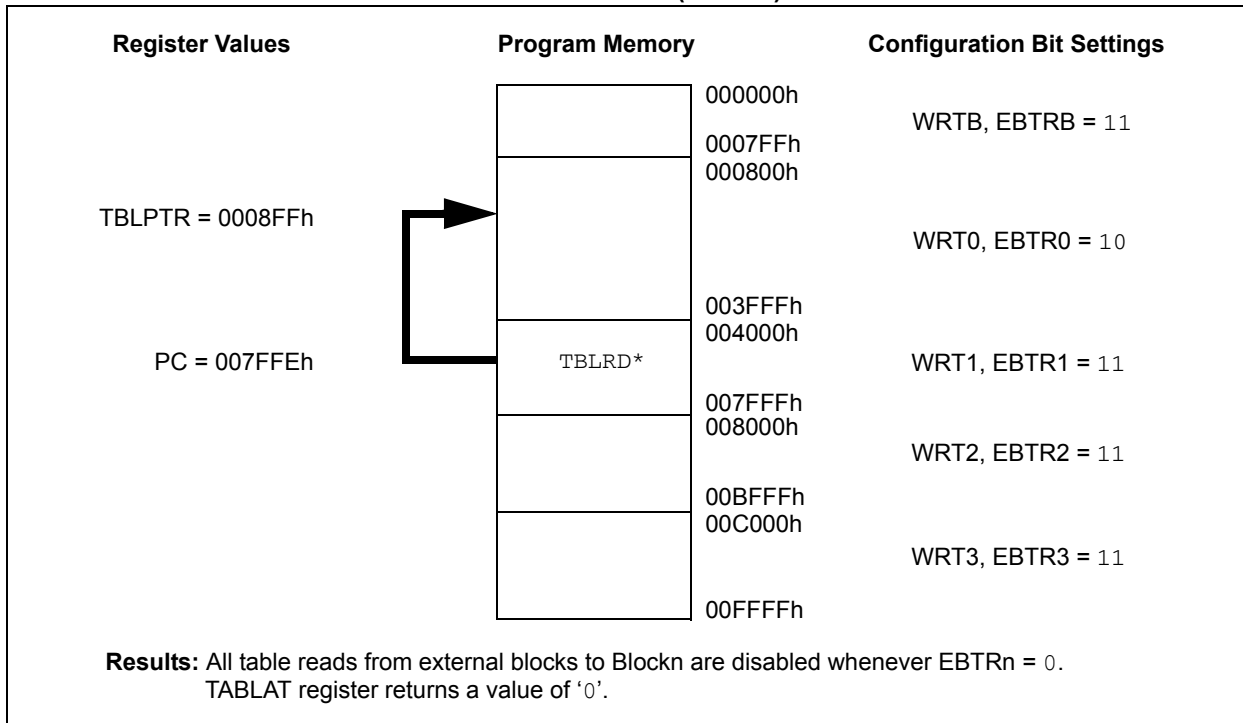 Register Values Program Memory Configuration Bit Settings
000000h
WRTB, EBTRB = 11
0007FFh
000800h
TBLPTR = 0008FFh
WRT0, EBTR0 = 10
003FFFh
004000h
PC = 007FFEh TBLRD* WRT1, EBTR1 = 11
007FFFh
008000h
WRT2, EBTR2 = 11
00BFFFh
00C000h
WRT3, EBTR3 = 11
00FFFFh
Results: All table reads from external blocks to Blockn are disabled whenever EBTRn = 0.
TABLAT register returns a value of ‘0’.